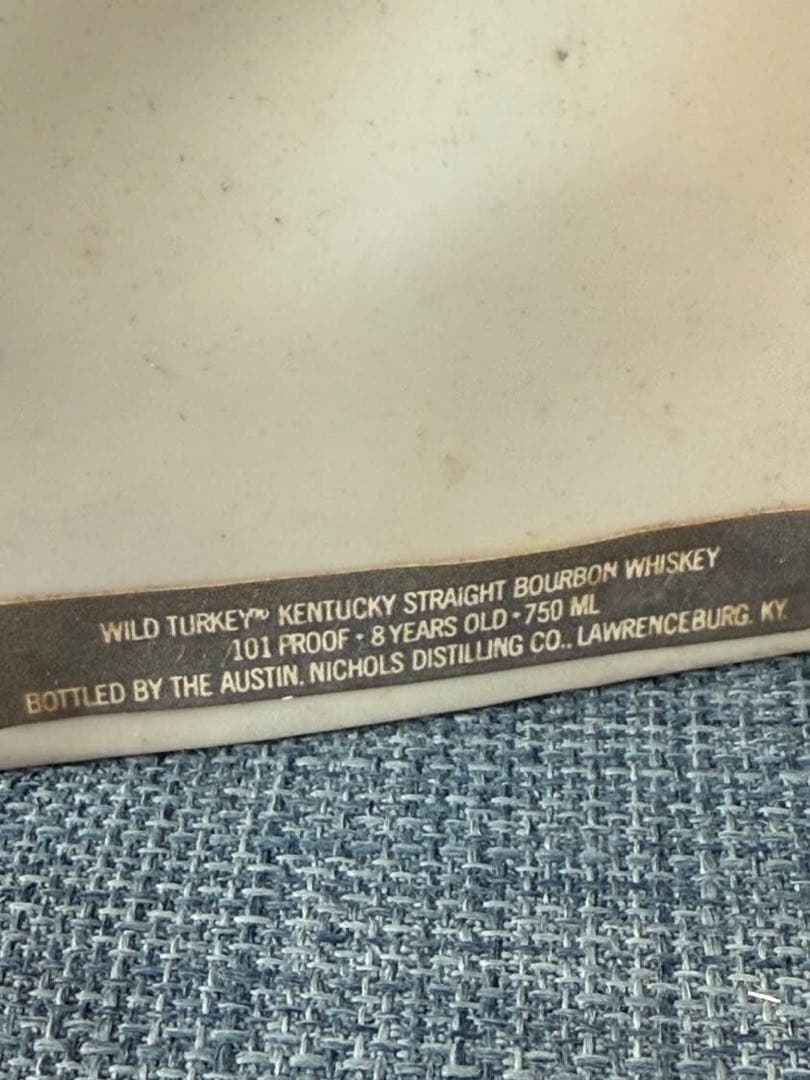 WILD TURKEY™ KENTUCKY STRAIGHT BOURBON WHISKEY
101 PROOF · 8 YEARS OLD · 750 ML
BOTTLED BY THE AUSTIN, NICHOLS DISTILLING CO., LAWRENCEBURG, KY